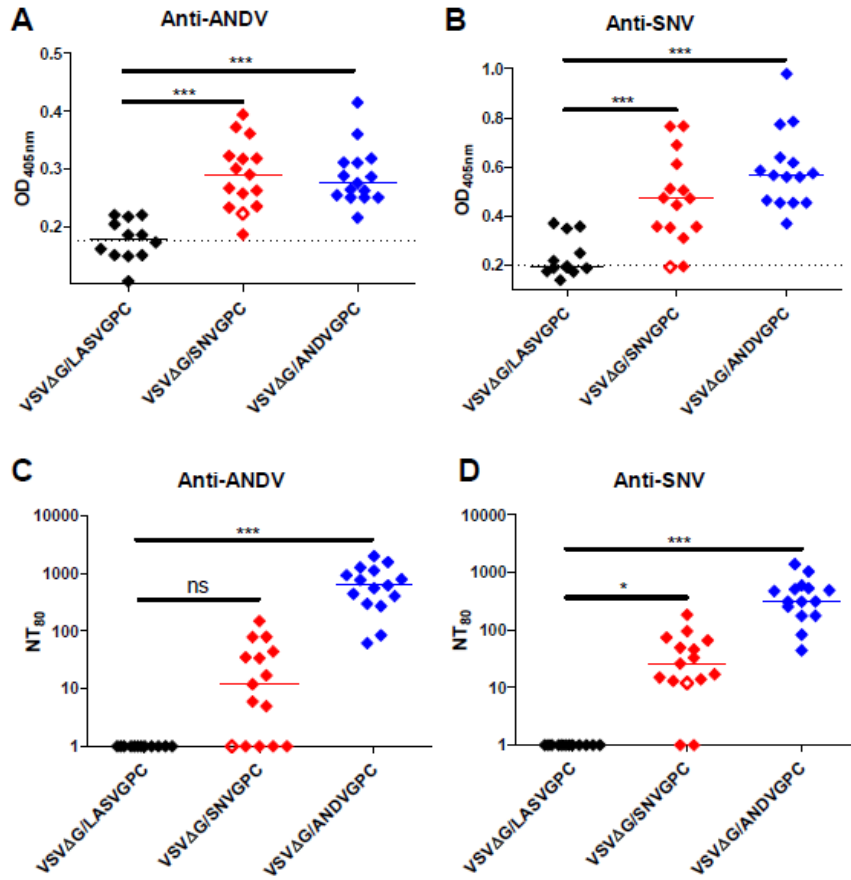 A
Anti-ANDV
OD405nm
0.5
0.4
0.3
0.2
***
***
VSVΔG/LASVGPC
VSVΔG/SNVGPC
VSVΔG/ANDVGPC
B
Anti-SNV
OD405nm
1.0
0.8
0.6
0.4
0.2
***
***
VSVΔG/LASVGPC
VSVΔG/SNVGPC
VSVΔG/ANDVGPC
C
Anti-ANDV
NT80
10000
1000
100
10
1
***
ns
VSVΔG/LASVGPC
VSVΔG/SNVGPC
VSVΔG/ANDVGPC
D
Anti-SNV
NT80
10000
1000
100
10
1
***
*
VSVΔG/LASVGPC
VSVΔG/SNVGPC
VSVΔG/ANDVGPC